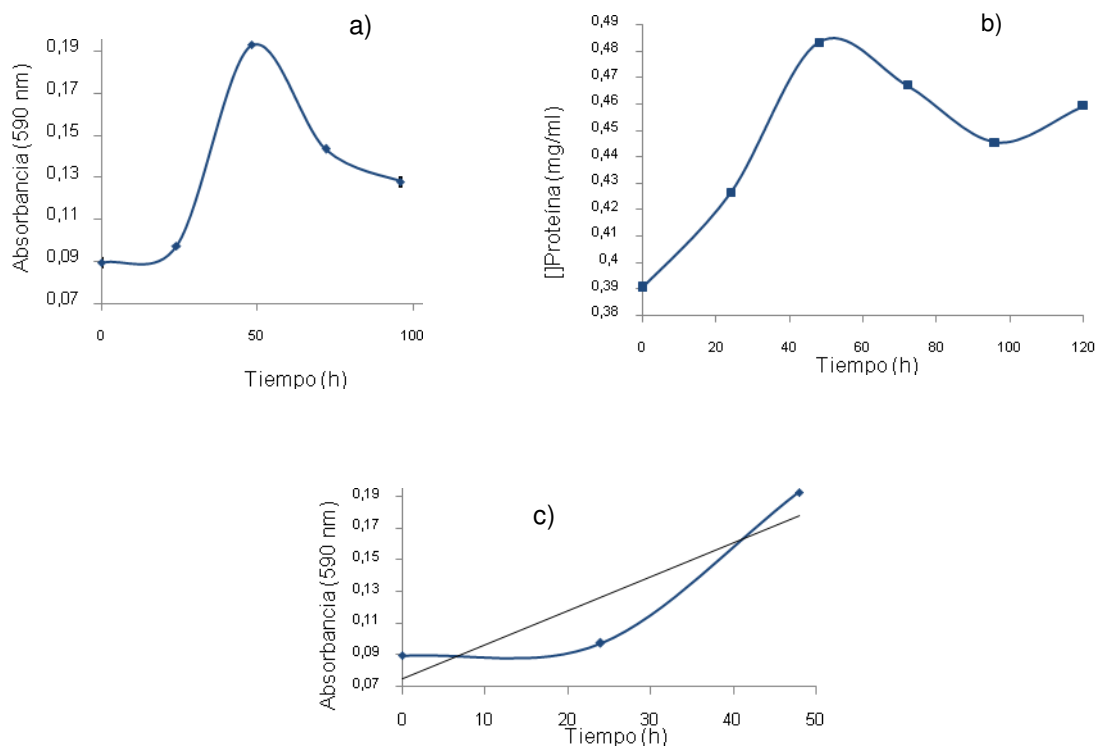 a)
Absorbancia (590 nm)
0,19
0,17
0,15
0,13
0,11
0,09
0,07
0 50 100
Tiempo (h)
b)
[]Proteína (mg/ml)
0,49
0,48
0,47
0,46
0,45
0,44
0,43
0,42
0,41
0,4
0,39
0,38
0 20 40 60 80 100 120
Tiempo (h)
c)
Absorbancia (590 nm)
0,19
0,17
0,15
0,13
0,11
0,09
0,07
0 10 20 30 40 50
Tiempo (h)